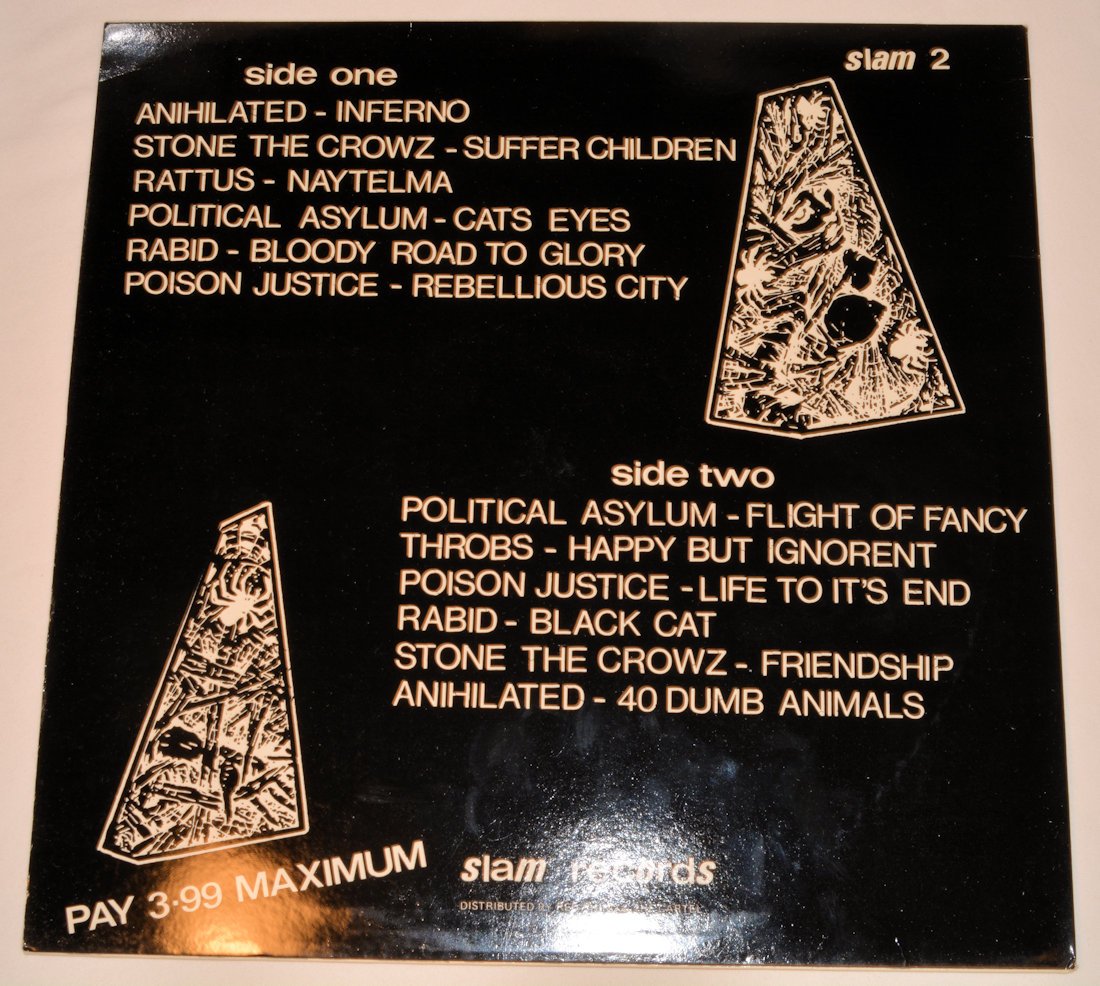 slam 2
side one
ANIHILATED - INFERNO
STONE THE CROWZ - SUFFER CHILDREN
RATTUS - NAYTELMA
POLITICAL ASYLUM - CATS EYES
RABID - BLOODY ROAD TO GLORY
POISON JUSTICE - REBELLIOUS CITY
side two
POLITICAL ASYLUM - FLIGHT OF FANCY
THROBS - HAPPY BUT IGNORENT
POISON JUSTICE - LIFE TO IT'S END
RABID - BLACK CAT
STONE THE CROWZ - FRIENDSHIP
ANIHILATED - 40 DUMB ANIMALS
PAY 3·99 MAXIMUM
slam records
DISTRIBUTED BY